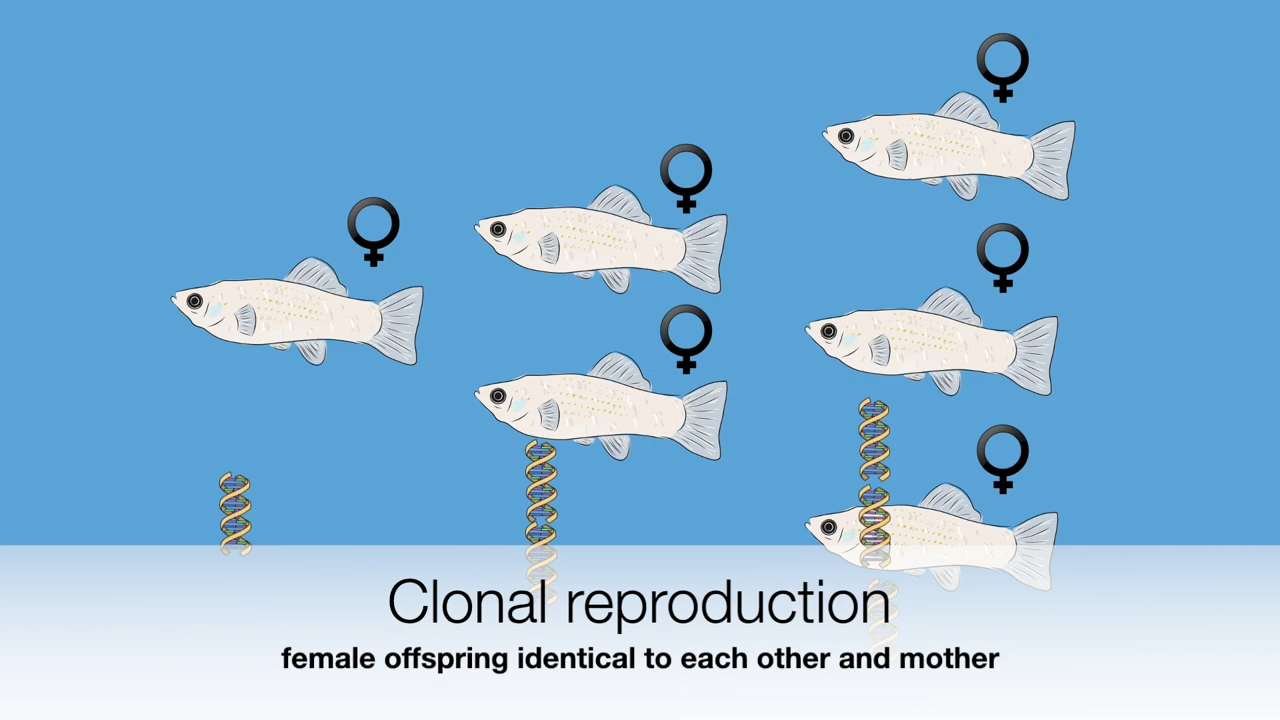 Clonal reproduction
female offspring identical to each other and mother